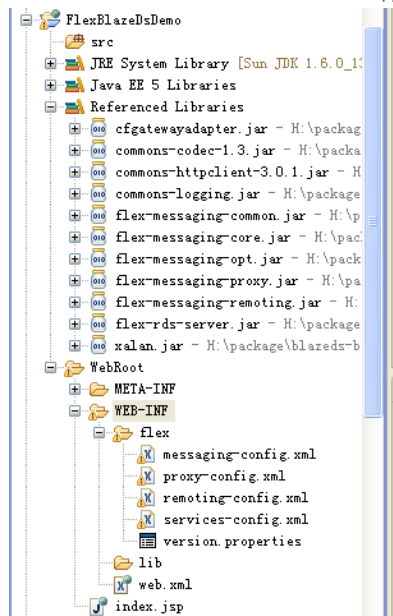 FlexBlazeDsDemo
src
JRE System Library [Sun JDK 1.6.0_13
Java EE 5 Libraries
Referenced Libraries
cfgatewayadapter.jar - H:\packag
commons-codec-1.3.jar - H:\packa
commons-httpclient-3.0.1.jar - H
commons-logging.jar - H:\package
flex-messaging-common.jar - H:\p
flex-messaging-core.jar - H:\pac
flex-messaging-opt.jar - H:\pack
flex-messaging-proxy.jar - H:\pa
flex-messaging-remoting.jar - H:
flex-rds-server.jar - H:\package
xalan.jar - H:\package\blazeds-b
WebRoot
META-INF
WEB-INF
flex
messaging-config.xml
proxy-config.xml
remoting-config.xml
services-config.xml
version.properties
lib
web.xml
index.jsp